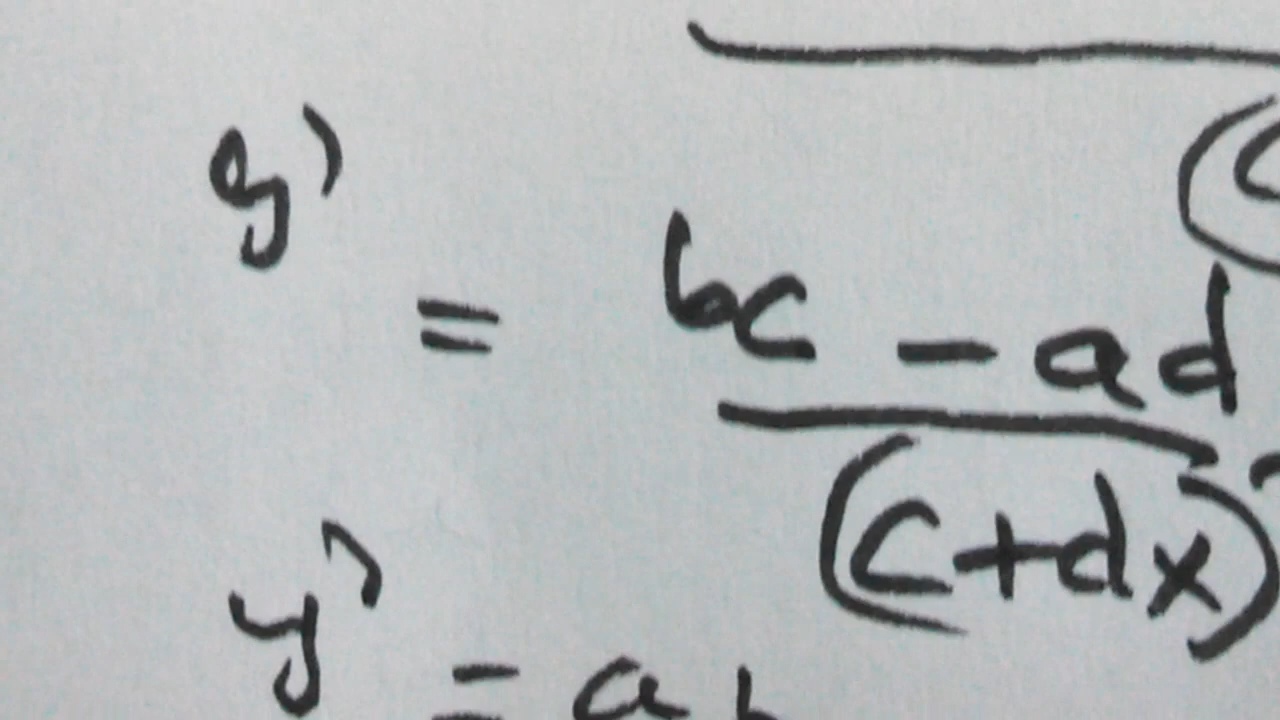 (c
y' = bc - ad
(c+dx)
y' = a